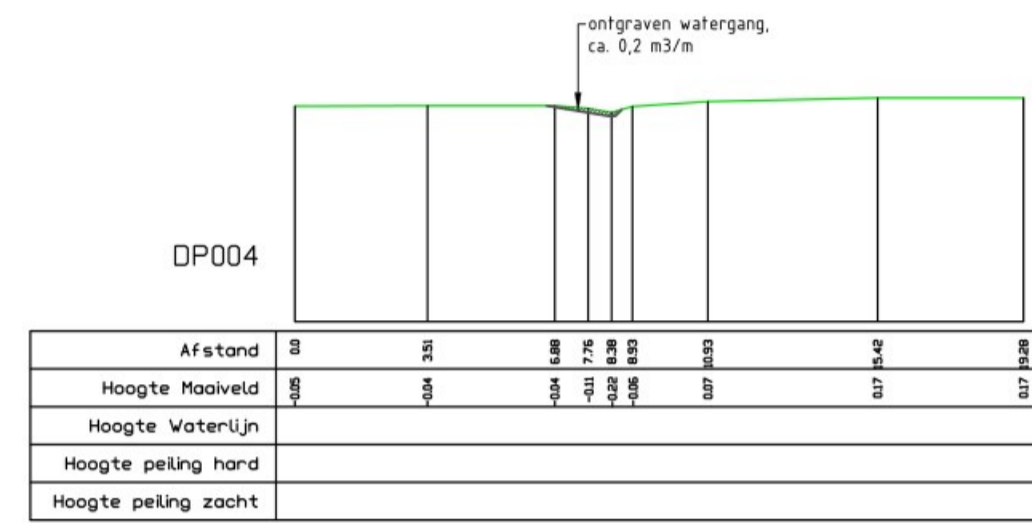 ontgraven watergang,
ca. 0,2 m3/m
DP004
Afstand 0.0 3.51 6.88 7.76 8.38 8.93 10.93 15.42 19.28
Hoogte Maaiveld -0.05 -0.04 -0.04 -0.11 -0.22 -0.06 0.07 0.17 0.17
Hoogte Waterlijn
Hoogte peiling hard
Hoogte peiling zacht